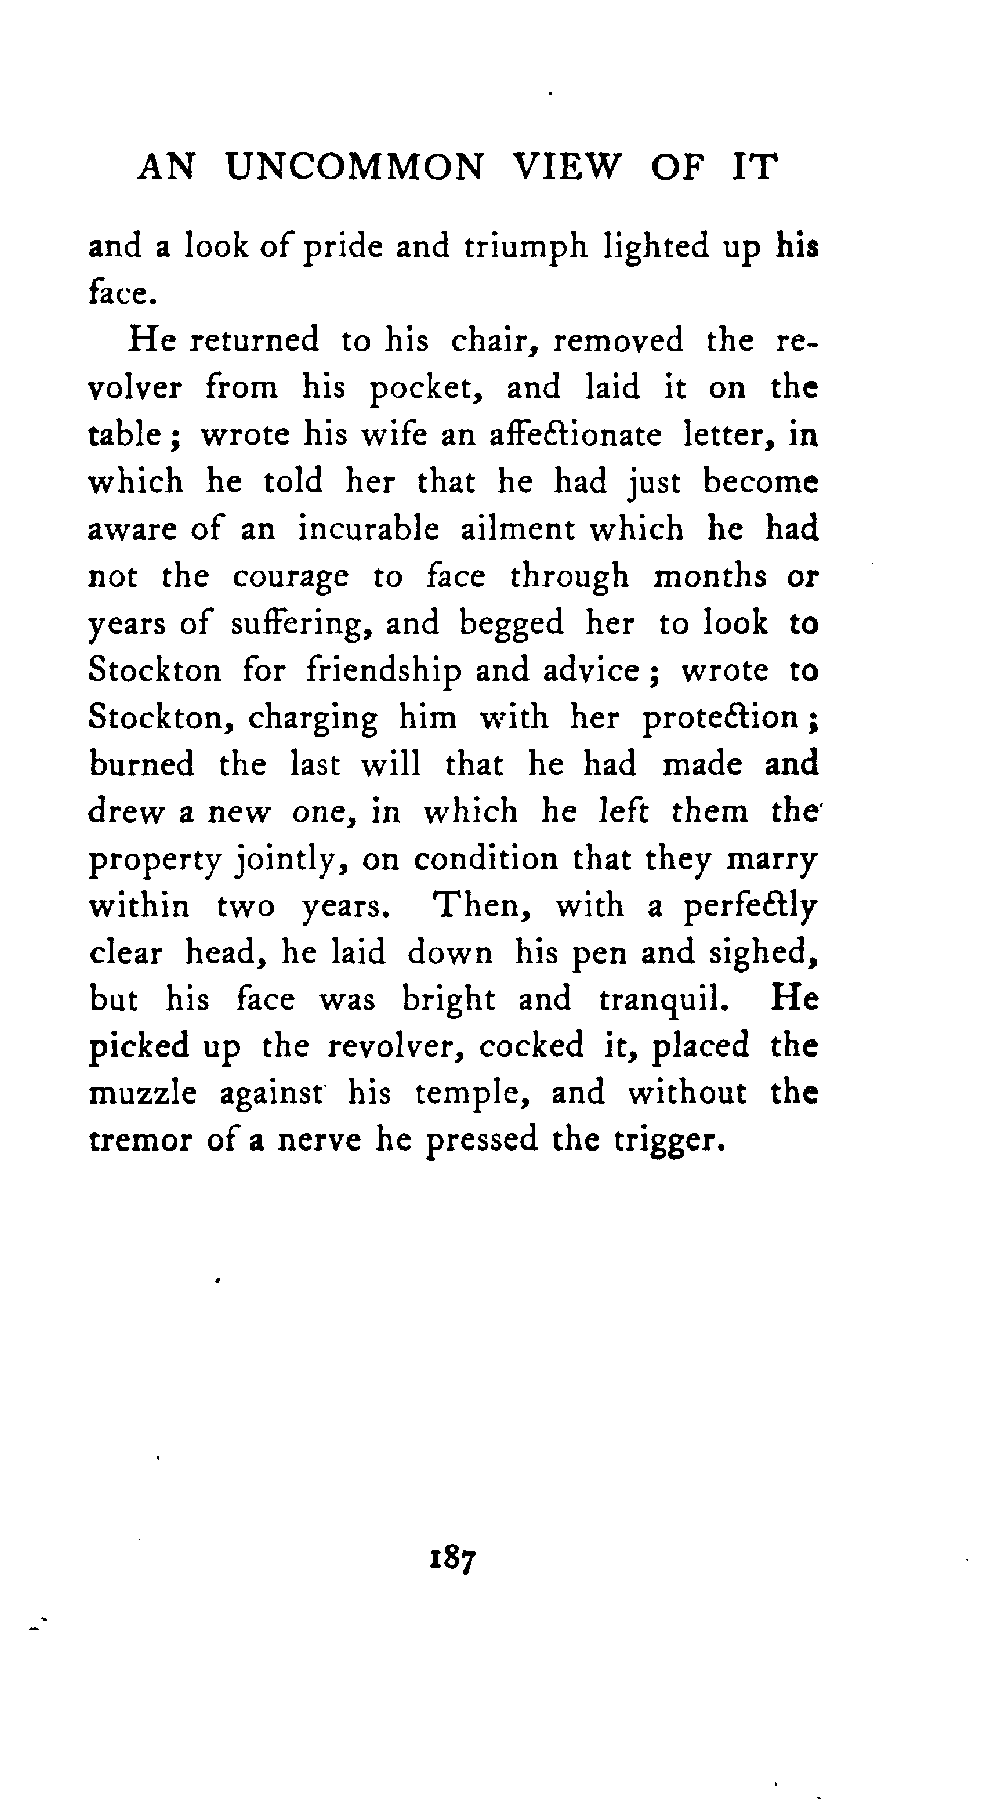 AN UNCOMMON VIEW OF IT
and a look of pride and triumph lighted up his
face.
He returned to his chair, removed the re-
volver from his pocket, and laid it on the
table; wrote his wife an affectionate letter, in
which he told her that he had just become
aware of an incurable ailment which he had
not the courage to face through months or
years of suffering, and begged her to look to
Stockton for friendship and advice; wrote to
Stockton, charging him with her protection;
burned the last will that he had made and
drew a new one, in which he left them the
property jointly, on condition that they marry
within two years. Then, with a perfectly
clear head, he laid down his pen and sighed,
but his face was bright and tranquil. He
picked up the revolver, cocked it, placed the
muzzle against his temple, and without the
tremor of a nerve he pressed the trigger.
187